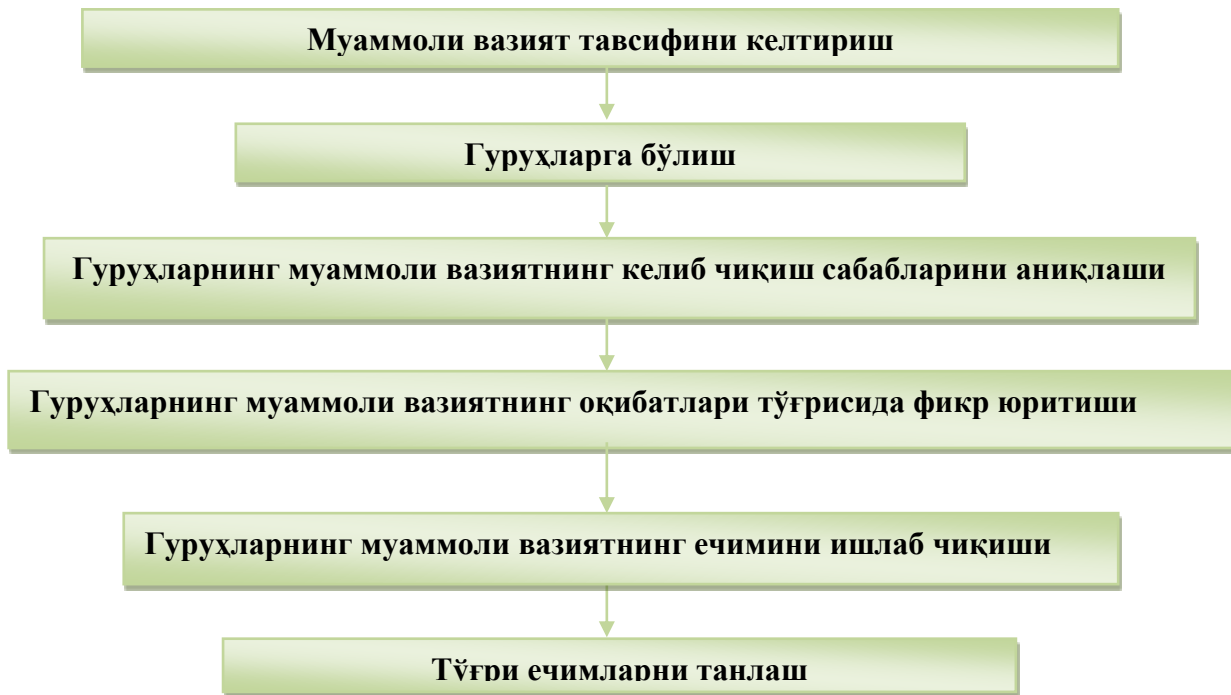 Муаммоли вазият тавсифини келтириш
Гуруҳларга бўлиш
Гуруҳларнинг муаммоли вазиятнинг келиб чиқиш сабабларини аниқлаши
Гуруҳларнинг муаммоли вазиятнинг оқибатлари тўғрисида фикр юритиши
Гуруҳларнинг муаммоли вазиятнинг ечимини ишлаб чиқиши
Тўғри ечимларни танлаш